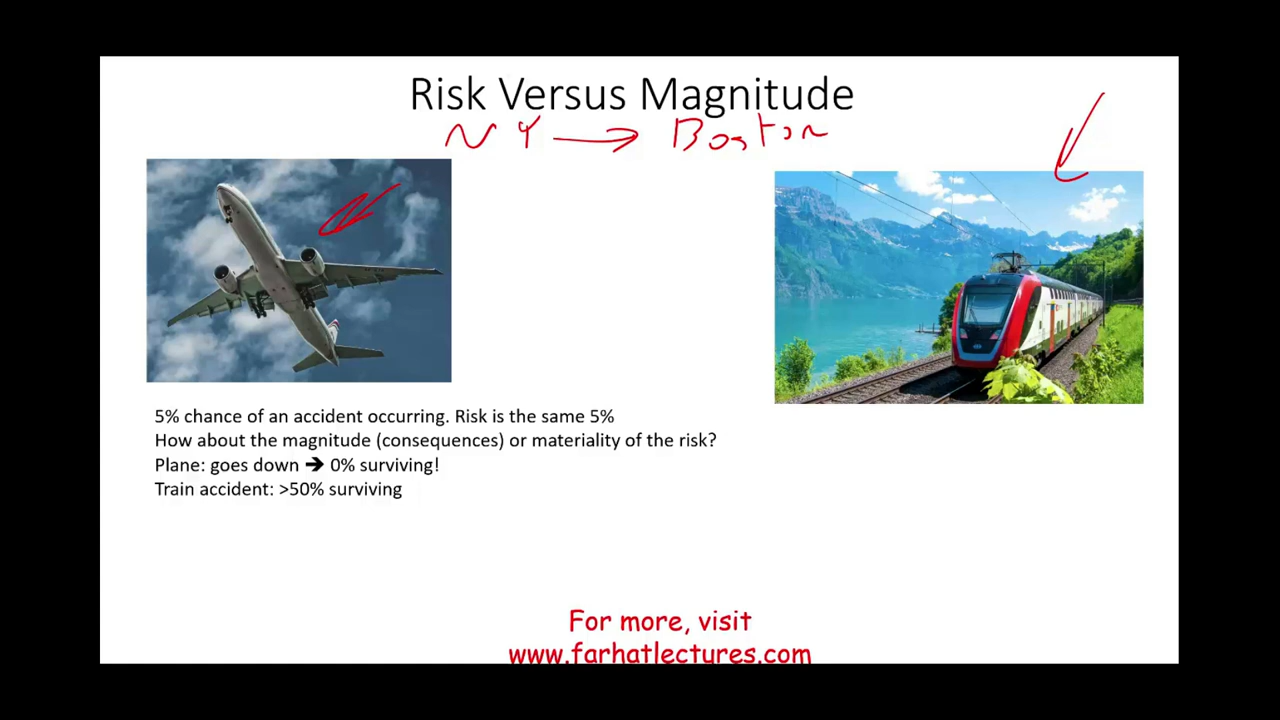 Risk Versus Magnitude
NY → Boston
5% chance of an accident occurring. Risk is the same 5%
How about the magnitude (consequences) or materiality of the risk?
Plane: goes down ➔ 0% surviving!
Train accident: >50% surviving
For more, visit
www.farhatlectures.com